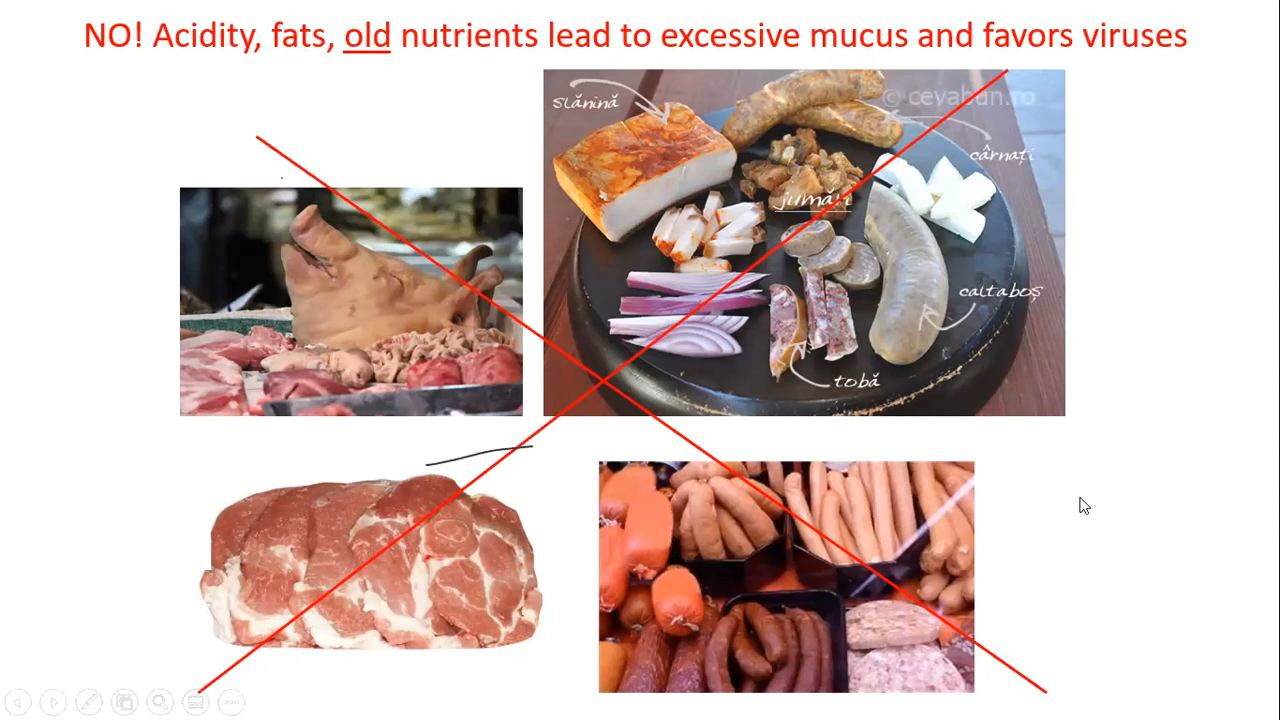 NO! Acidity, fats, old nutrients lead to excessive mucus and favors viruses
© cevabun.ro
slănină
cârnați
jumări
caltaboș
tobă